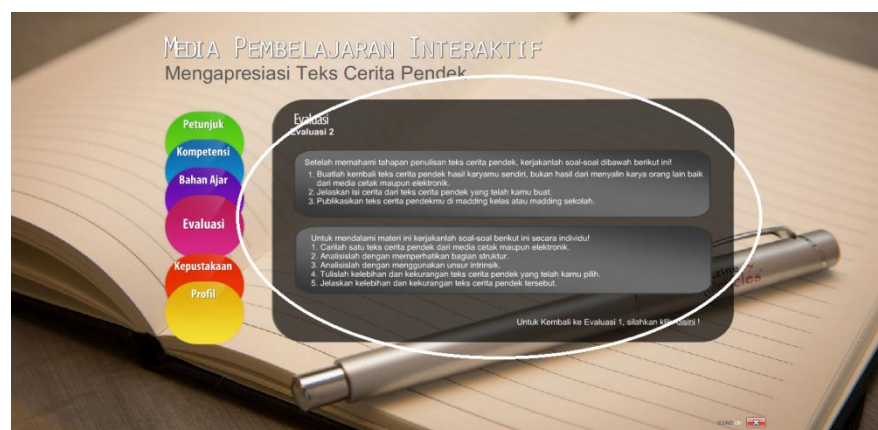 MEDIA PEMBELAJARAN INTERAKTIF
Mengapresiasi Teks Cerita Pendek
Petunjuk
Kompetensi
Bahan Ajar
Evaluasi
Kepustakaan
Profil
Evaluasi
Evaluasi 2
Setelah memahami tahapan penulisan teks cerita pendek, kerjakanlah soal-soal dibawah berikut ini!
1. Buatlah kembali teks cerita pendek hasil karyamu sendiri, bukan hasil dari menyalin karya orang lain baik
dari media cetak maupun elektronik.
2. Jelaskan isi cerita dari teks cerita pendek yang telah kamu buat.
3. Publikasikan teks cerita pendekmu di madding kelas atau madding sekolah.
Untuk mendalami materi ini kerjakanlah soal-soal berikut ini secara individu!
1. Carilah satu teks cerita pendek dari media cetak maupun elektronik.
2. Analisislah dengan memperhatikan bagian struktur.
3. Analisislah dengan menggunakan unsur intrinsik.
4. Tulislah kelebihan dan kekurangan teks cerita pendek yang telah kamu pilih.
5. Jelaskan kelebihan dan kekurangan teks cerita pendek tersebut.
Untuk Kembali ke Evaluasi 1, silahkan klik disini !